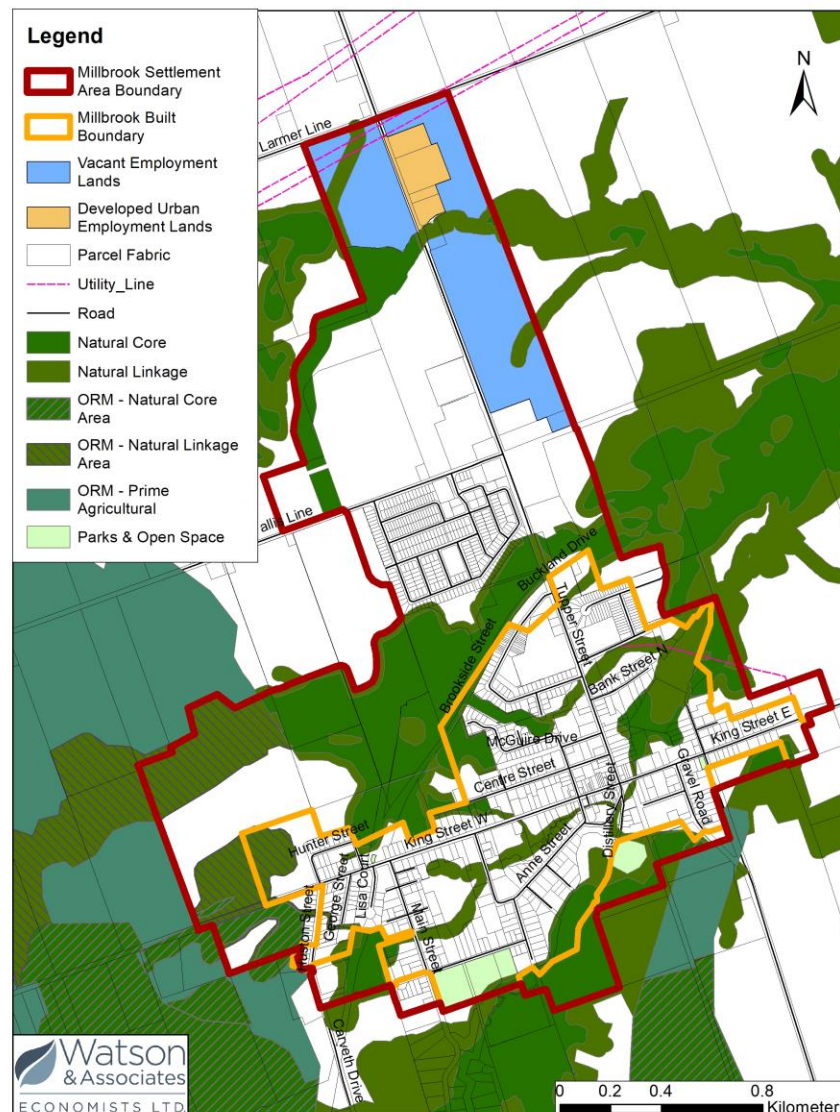 Legend
Millbrook Settlement
Area Boundary
Millbrook Built
Boundary
Vacant Employment
Lands
Developed Urban
Employment Lands
Parcel Fabric
Utility_Line
Road
Natural Core
Natural Linkage
ORM - Natural Core
Area
ORM - Natural Linkage
Area
ORM - Prime
Agricultural
Parks & Open Space
N
Larmer Line
allis Line
Buckland Drive
Tupper Street
Brookside Street
Bank Street N
McGuire Drive
King Street E
Centre Street
Gravel Road
Distillery Street
King Street W
Hunter Street
Anne Street
George Street
Lisa Court
Main Street
Carveth Drive
Watson
& Associates
ECONOMISTS LTD.
0 0.2 0.4 0.8
Kilometer